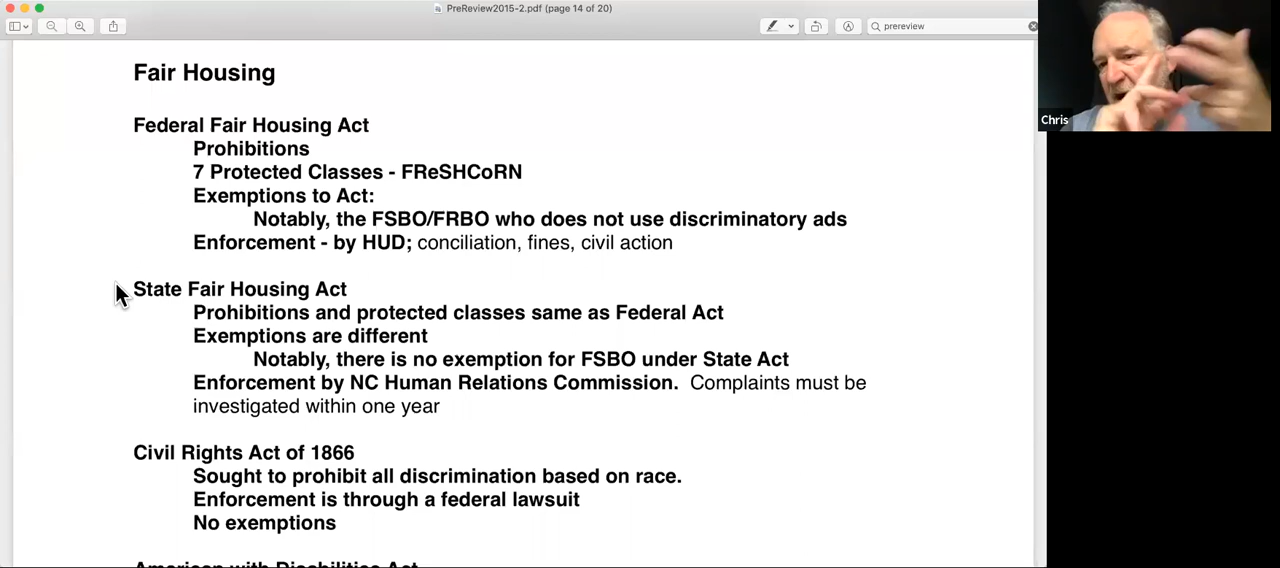 PreReview2015-2.pdf (page 14 of 20)
prereview
Chris
Fair Housing
Federal Fair Housing Act
Prohibitions
7 Protected Classes - FReSHCoRN
Exemptions to Act:
Notably, the FSBO/FRBO who does not use discriminatory ads
Enforcement - by HUD; conciliation, fines, civil action
State Fair Housing Act
Prohibitions and protected classes same as Federal Act
Exemptions are different
Notably, there is no exemption for FSBO under State Act
Enforcement by NC Human Relations Commission.  Complaints must be
investigated within one year
Civil Rights Act of 1866
Sought to prohibit all discrimination based on race.
Enforcement is through a federal lawsuit
No exemptions
American with Disabilities Act